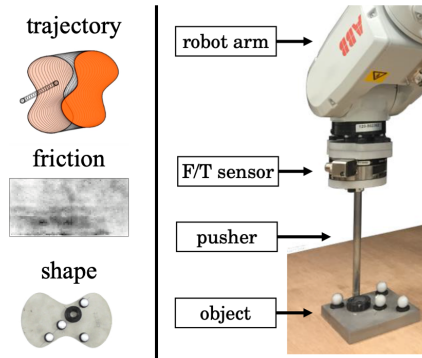 trajectory
friction
shape
robot arm
F/T sensor
pusher
object
ABB